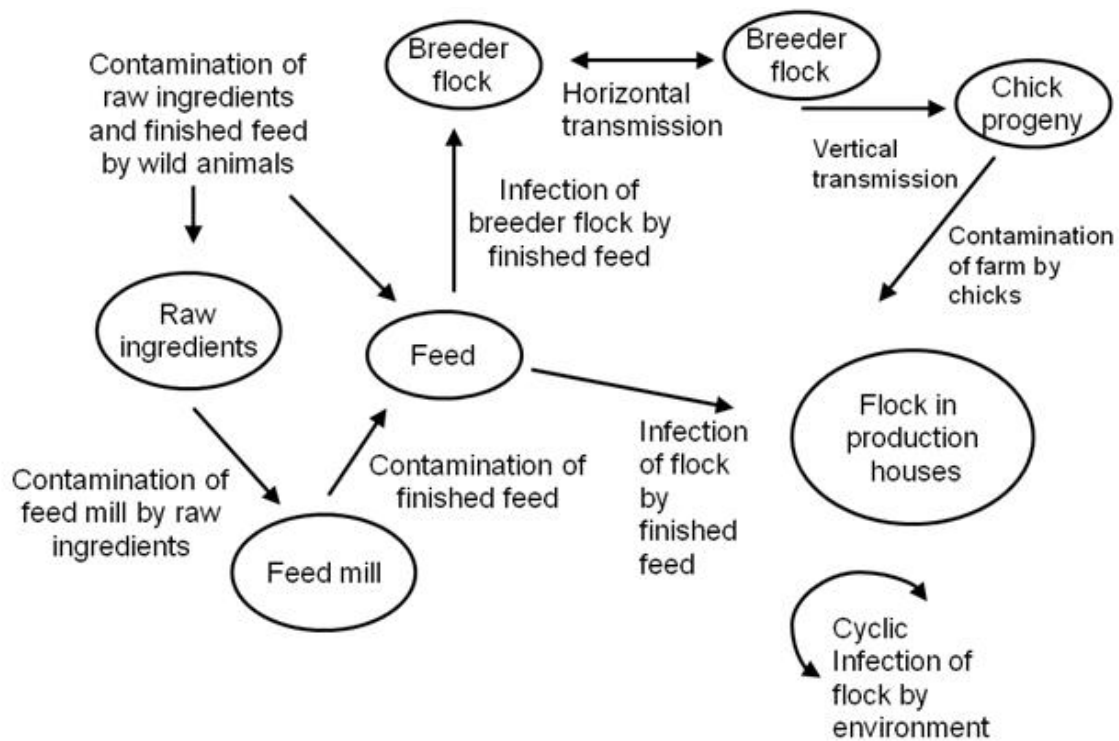 Contamination of
raw ingredients
and finished feed
by wild animals
Breeder
flock
Horizontal
transmission
Breeder
flock
Chick
progeny
Vertical
transmission
Infection of
breeder flock by
finished feed
Contamination
of farm by
chicks
Raw
ingredients
Feed
Flock in
production
houses
Infection
of flock
by
finished
feed
Contamination of
feed mill by raw
ingredients
Contamination of
finished feed
Feed mill
Cyclic
Infection of
flock by
environment